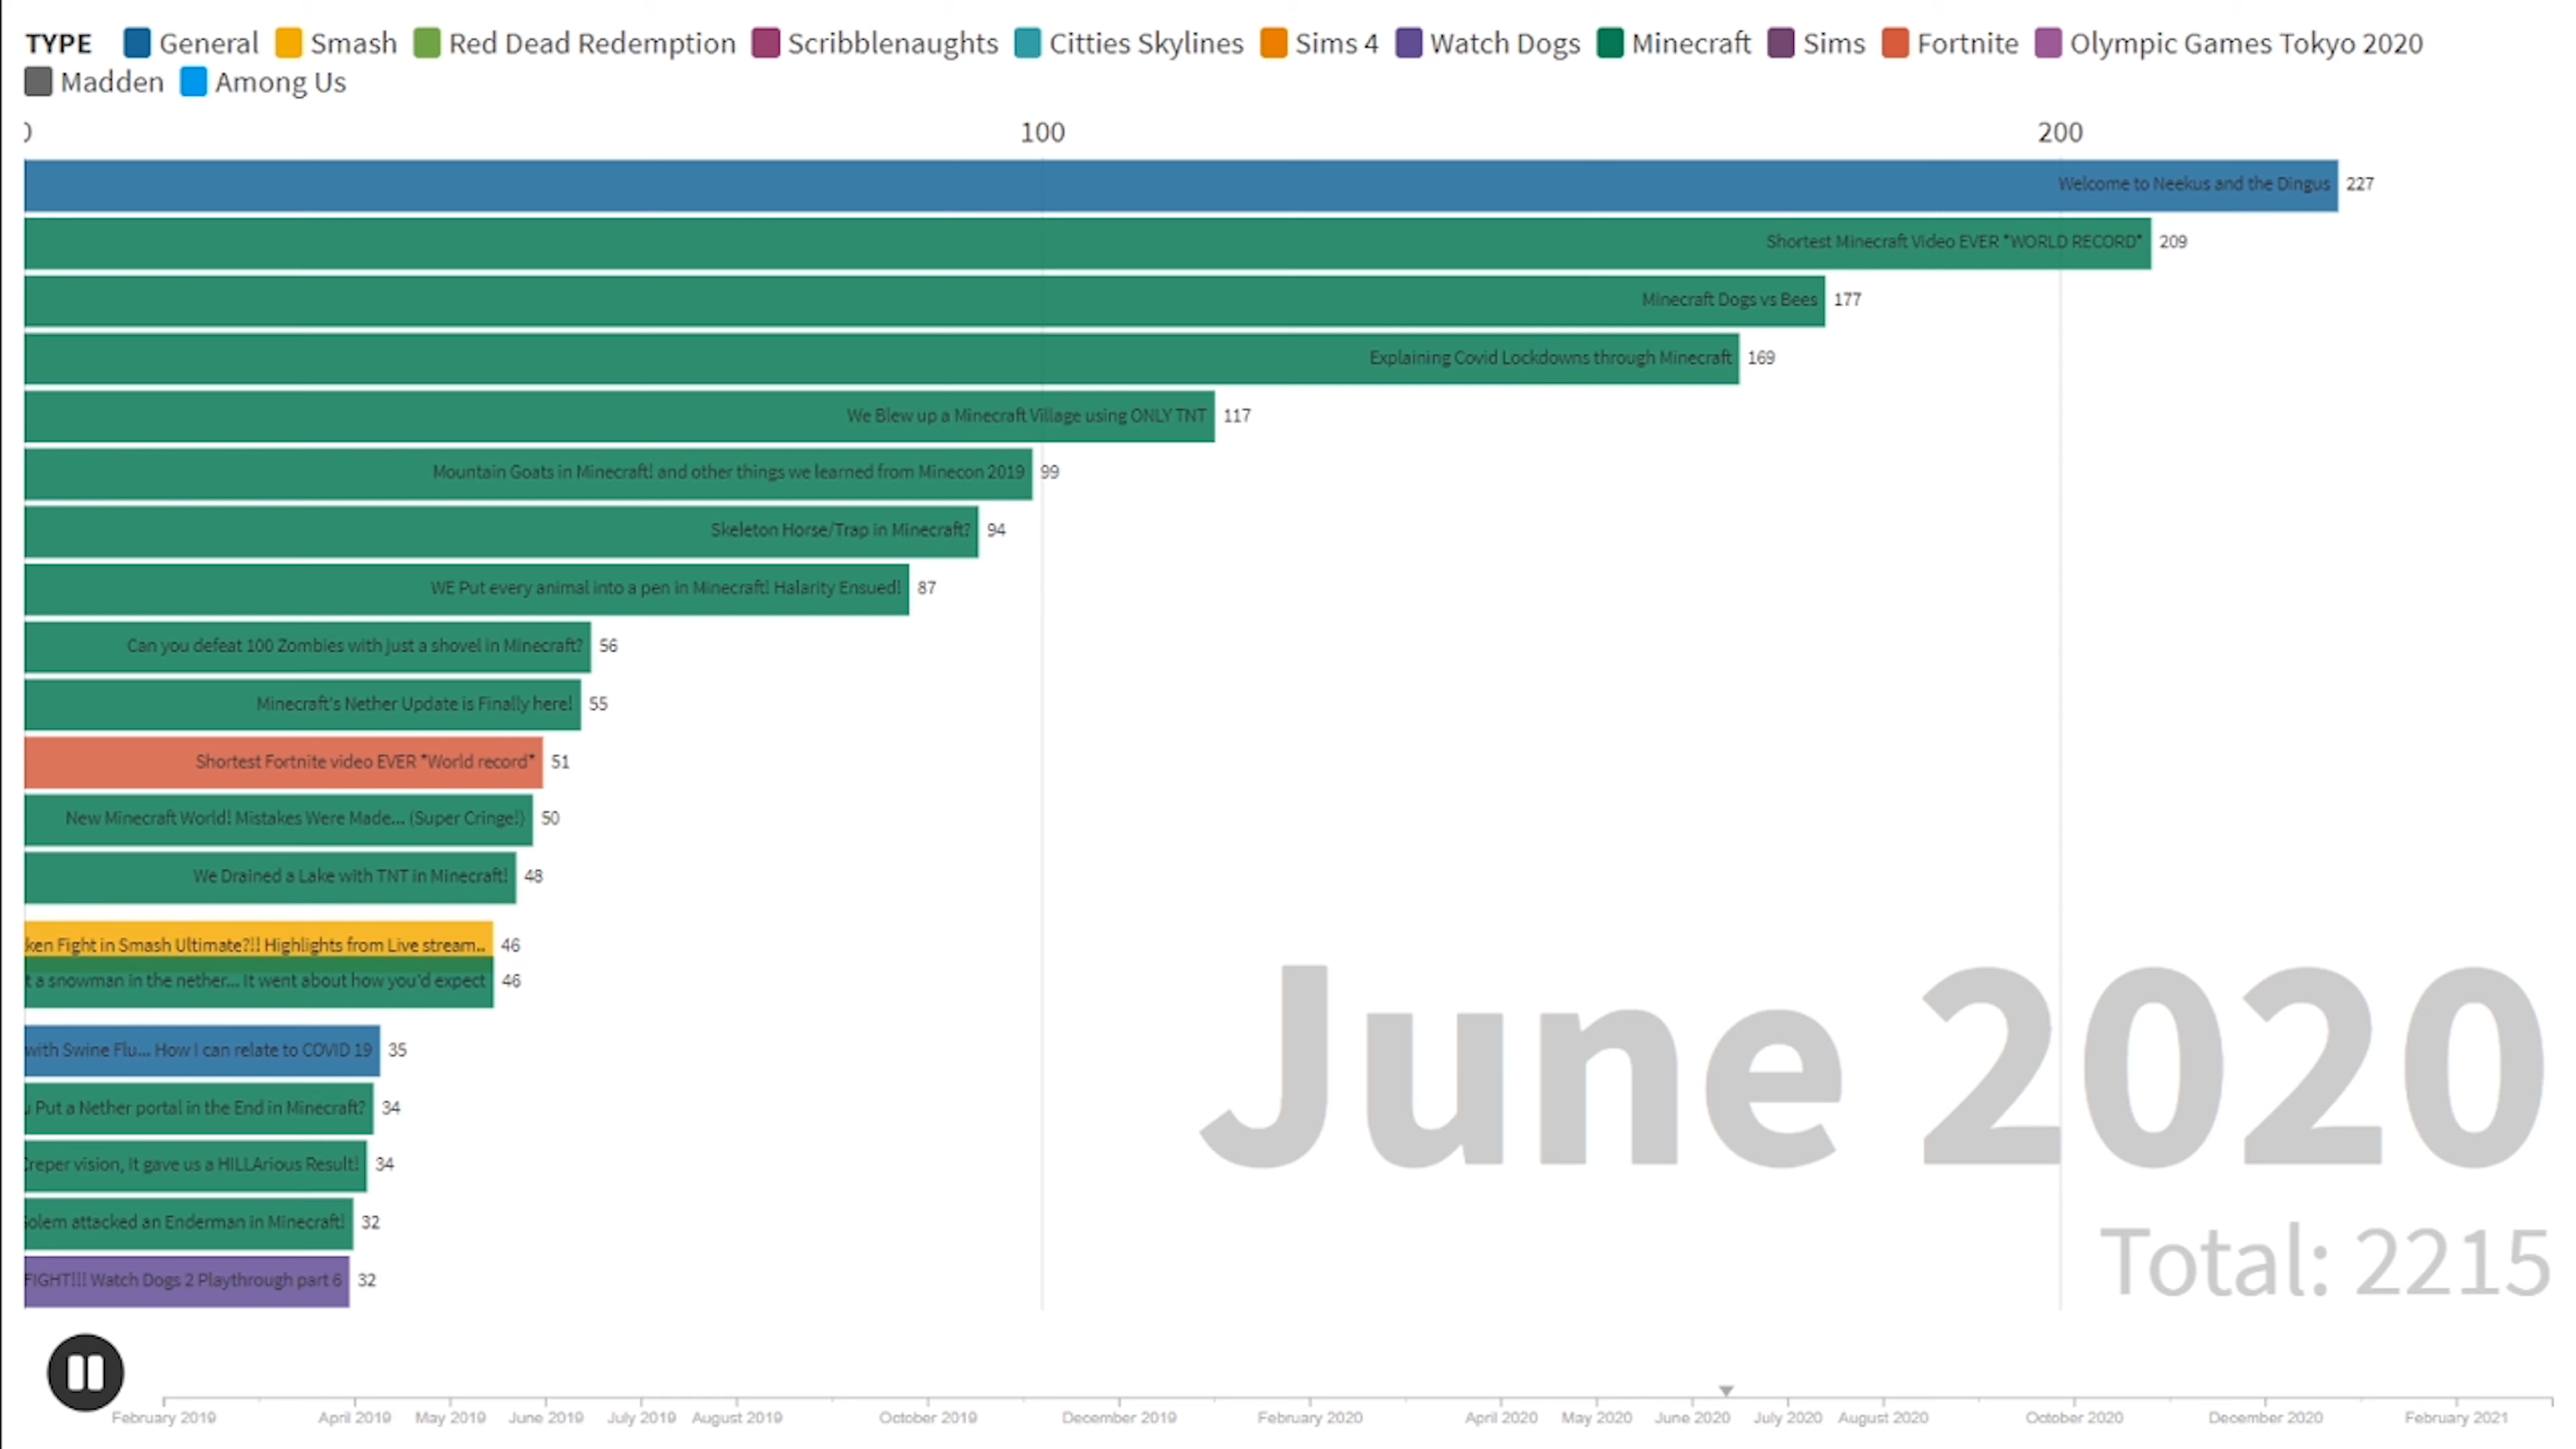 TYPE General Smash Red Dead Redemption Scribblenaughts Citties Skylines Sims 4 Watch Dogs Minecraft Sims Fortnite Olympic Games Tokyo 2020
Madden Among Us
0 100 200
Welcome to Neekus and the Dingus 227
Shortest Minecraft Video EVER *WORLD RECORD* 209
Minecraft Dogs vs Bees 177
Explaining Covid Lockdowns through Minecraft 169
We Blew up a Minecraft Village using ONLY TNT 117
Mountain Goats in Minecraft! and other things we learned from Minecon 2019 99
Skeleton Horse/Trap in Minecraft? 94
WE Put every animal into a pen in Minecraft! Halarity Ensued! 87
Can you defeat 100 Zombies with just a shovel in Minecraft? 56
Minecraft's Nether Update is Finally here! 55
Shortest Fortnite video EVER *World record* 51
New Minecraft World! Mistakes Were Made... (Super Cringe!) 50
We Drained a Lake with TNT in Minecraft! 48
ken Fight in Smash Ultimate?!! Highlights from Live stream.. 46
t a snowman in the nether... It went about how you'd expect 46
with Swine Flu... How I can relate to COVID 19 35
Put a Nether portal in the End in Minecraft? 34
reper vision, it gave us a HILLArious Result! 34
olem attacked an Enderman in Minecraft! 32
FIGHT!!! Watch Dogs 2 Playthrough part 6 32
June 2020
Total: 2215
February 2019 April 2019 May 2019 June 2019 July 2019 August 2019 October 2019 December 2019 February 2020 April 2020 May 2020 June 2020 July 2020 August 2020 October 2020 December 2020 February 2021